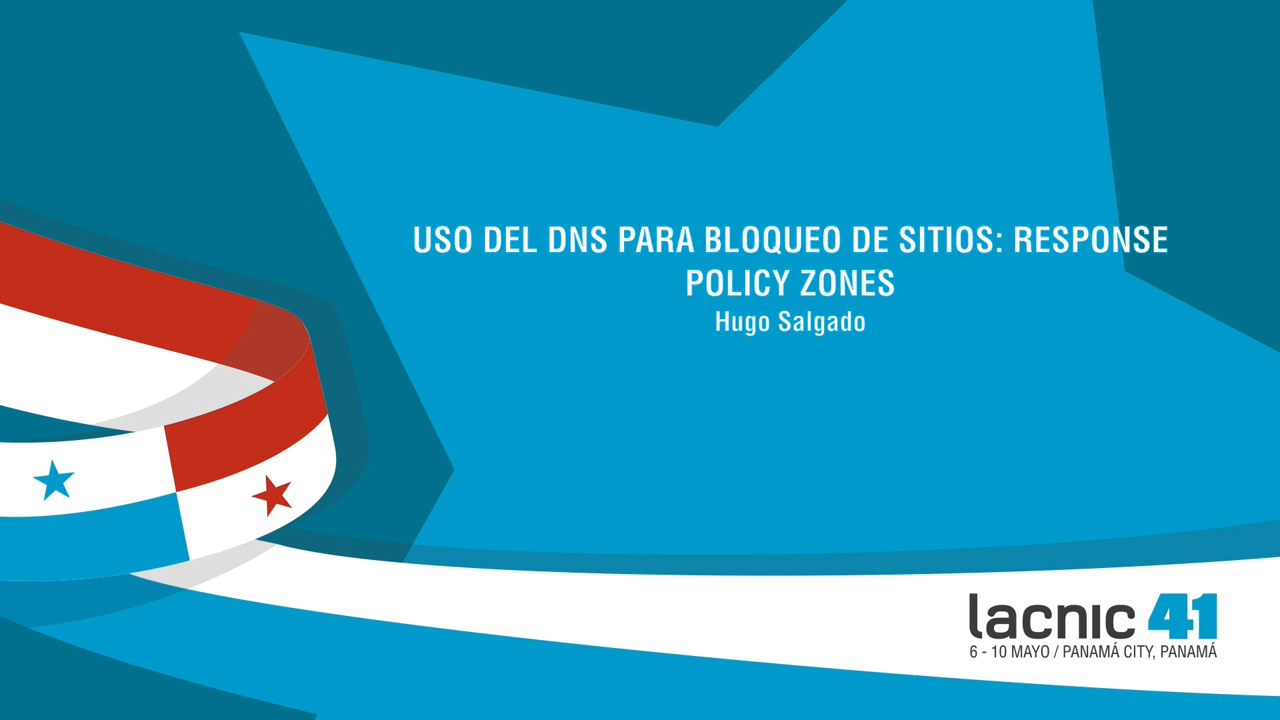 USO DEL DNS PARA BLOQUEO DE SITIOS: RESPONSE
POLICY ZONES
Hugo Salgado
lacnic 41
6 - 10 MAYO / PANAMÁ CITY, PANAMÁ